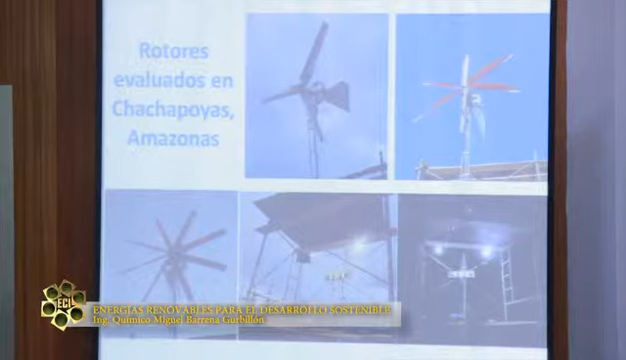 Rotores
evaluados en
Chachapoyas,
Amazonas
ECI
ENERGÍAS RENOVABLES PARA EL DESARROLLO SOSTENIBLE
Ing. Químico Miguel Barrena Gurbillón